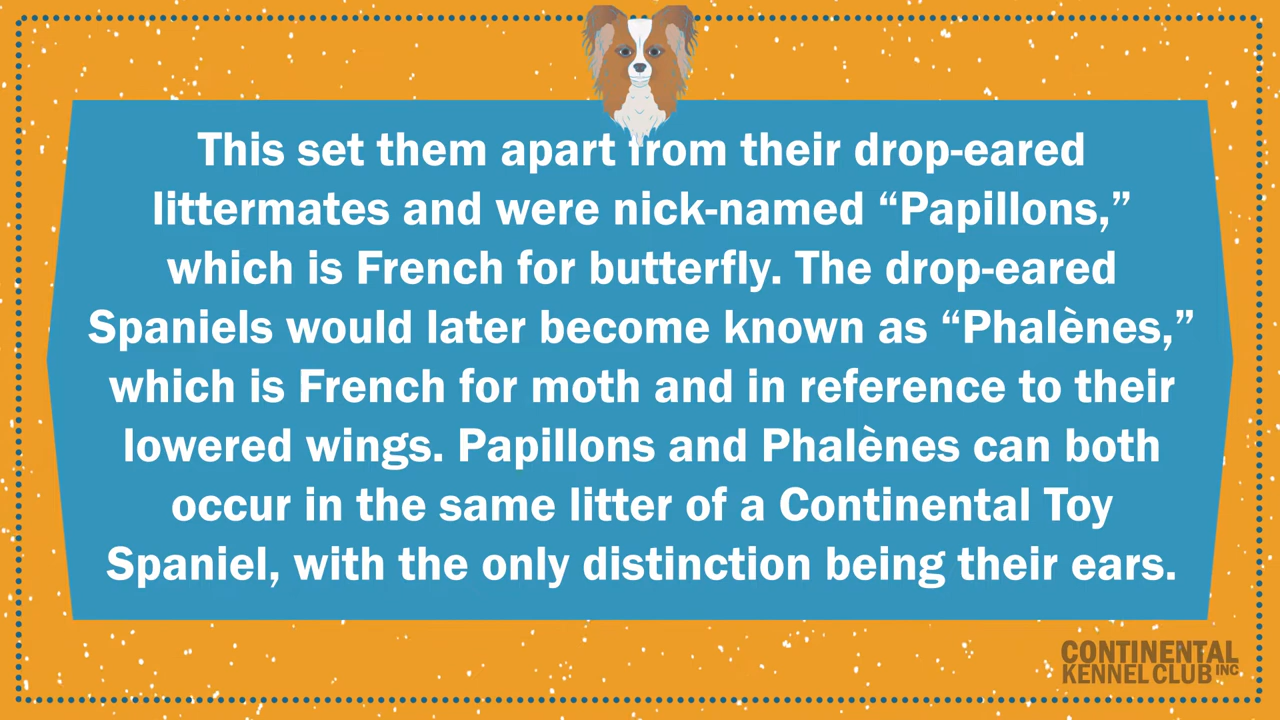 This set them apart from their drop-eared
littermates and were nick-named “Papillons,”
which is French for butterfly. The drop-eared
Spaniels would later become known as “Phalènes,”
which is French for moth and in reference to their
lowered wings. Papillons and Phalènes can both
occur in the same litter of a Continental Toy
Spaniel, with the only distinction being their ears.
CONTINENTAL
KENNEL CLUB INC